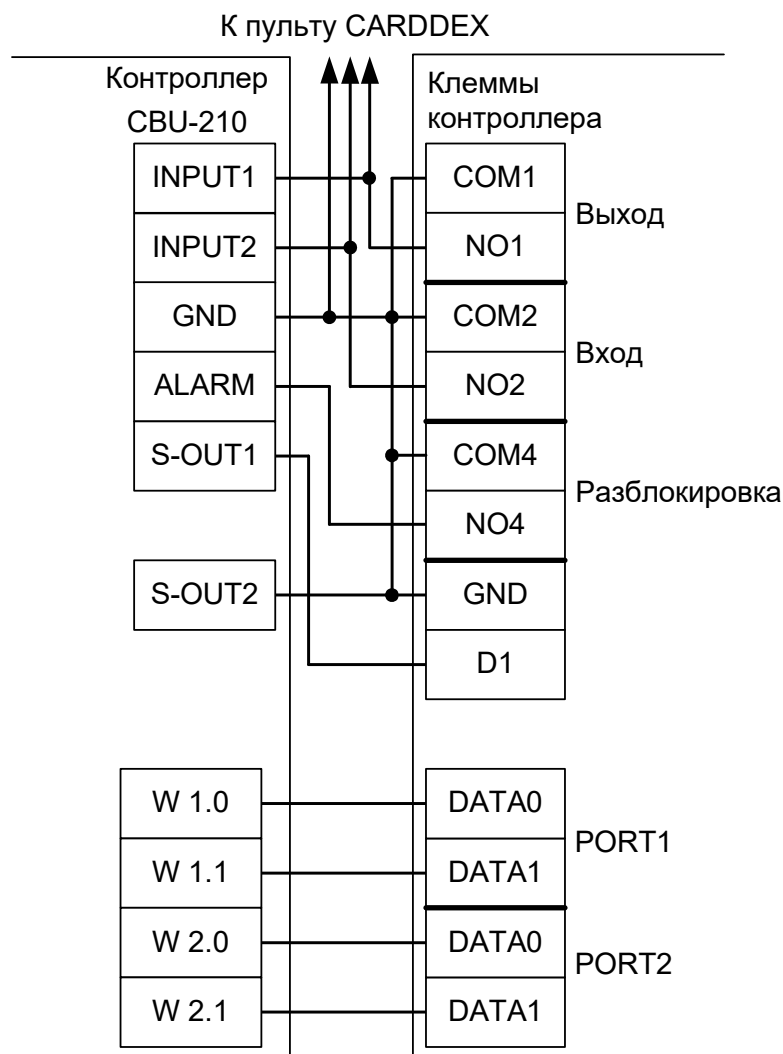 К пульту CARDDEX
Контроллер
CBU-210
Клеммы
контроллера
INPUT1
COM1
Выход
INPUT2
NO1
GND
COM2
Вход
ALARM
NO2
S-OUT1
COM4
Разблокировка
NO4
S-OUT2
GND
D1
W 1.0
DATA0
PORT1
W 1.1
DATA1
W 2.0
DATA0
PORT2
W 2.1
DATA1